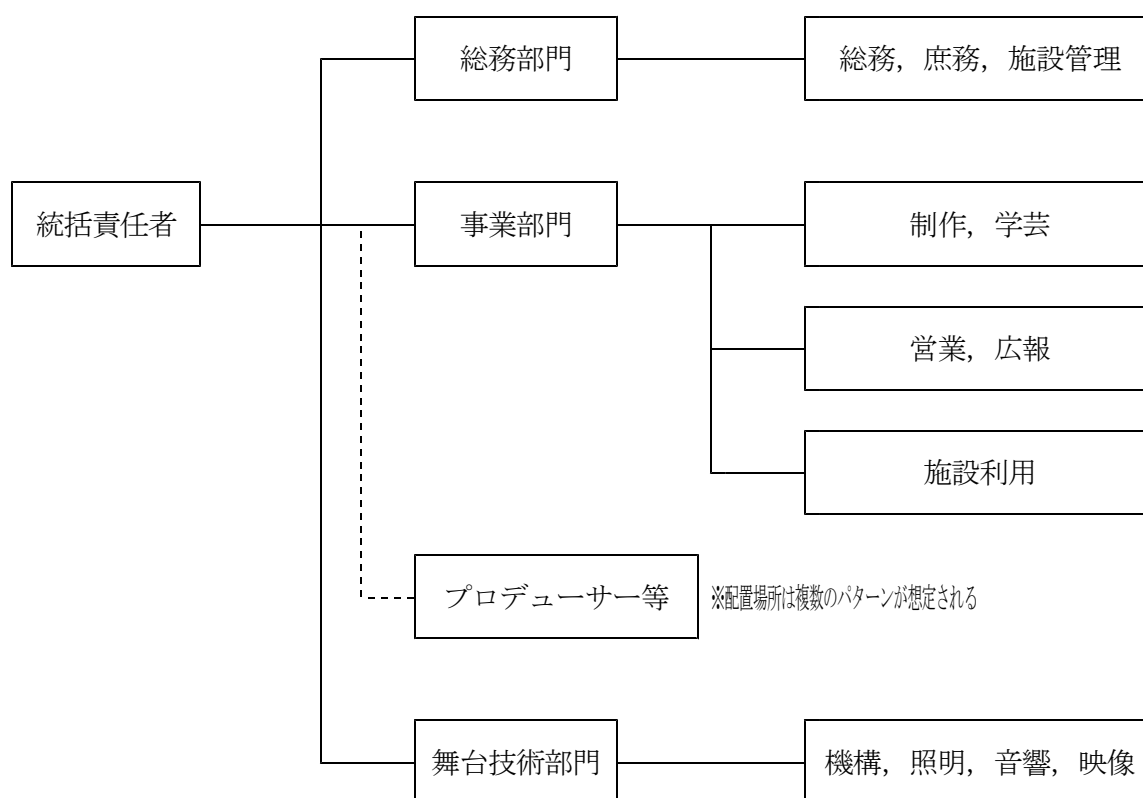 総務部門
総務，庶務，施設管理
統括責任者
事業部門
制作，学芸
営業，広報
施設利用
プロデューサー等
※配置場所は複数のパターンが想定される
舞台技術部門
機構，照明，音響，映像